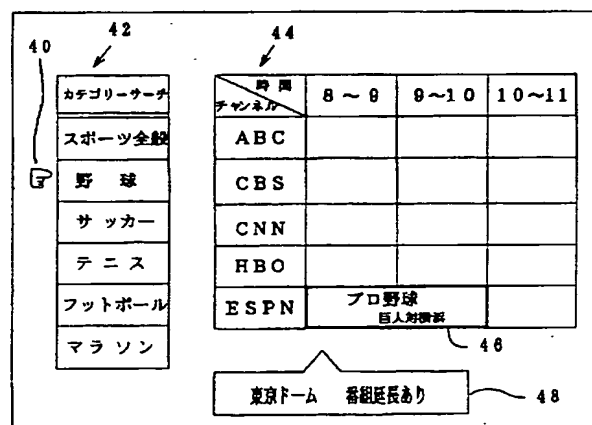 40
42
44
カテゴリーサーチ
スポーツ全般
野 球
サッカー
テニス
フットボール
マラソン
時間
チャンネル
8～9
9～10
10～11
ABC
CBS
CNN
HBO
ESPN
プロ野球
巨人対横浜
46
東京ドーム 番組延長あり
48